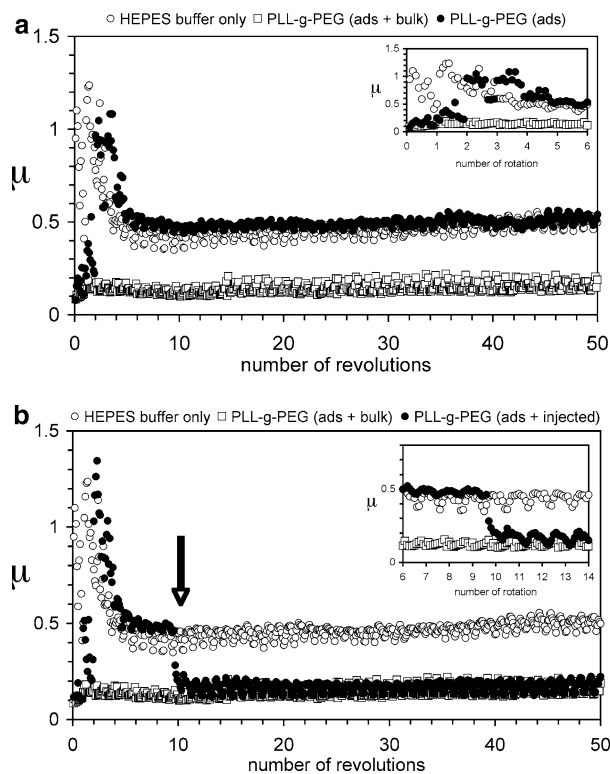 a
○ HEPES buffer only □ PLL-g-PEG (ads + bulk) ● PLL-g-PEG (ads)
1.5
1
0.5
0
μ
0 10 20 30 40 50
number of revolutions
1.5
1
0.5
0
μ
0 1 2 3 4 5 6
number of rotation
b
○ HEPES buffer only □ PLL-g-PEG (ads + bulk) ● PLL-g-PEG (ads + injected)
1.5
1
0.5
0
μ
0 10 20 30 40 50
number of revolutions
0.5
0
μ
6 7 8 9 10 11 12 13 14
number of rotation